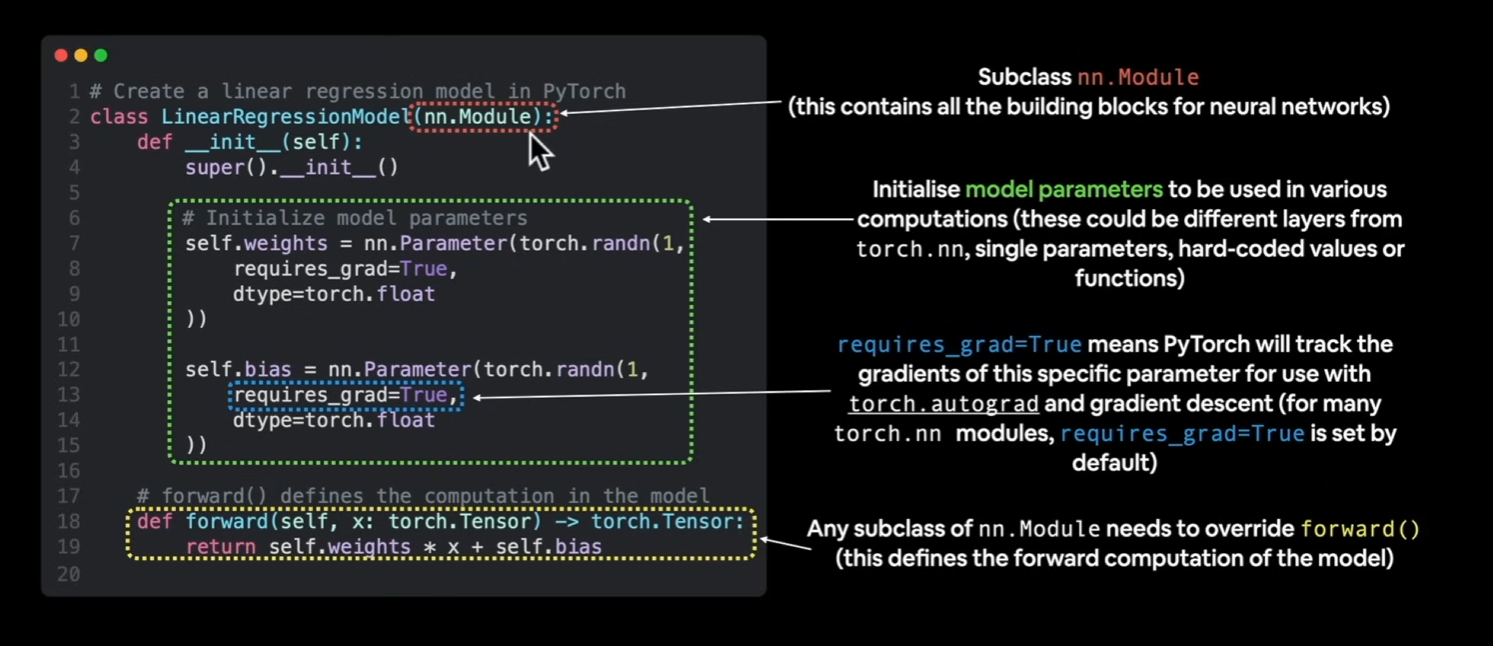 1 # Create a linear regression model in PyTorch
2 class LinearRegressionModel(nn.Module):
3     def __init__(self):
4         super().__init__()
5
6         # Initialize model parameters
7         self.weights = nn.Parameter(torch.randn(1,
8             requires_grad=True,
9             dtype=torch.float
10         ))
11
12         self.bias = nn.Parameter(torch.randn(1,
13             requires_grad=True,
14             dtype=torch.float
15         ))
16
17     # forward() defines the computation in the model
18     def forward(self, x: torch.Tensor) -> torch.Tensor:
19         return self.weights * x + self.bias
20
Subclass nn.Module
(this contains all the building blocks for neural networks)
Initialise model parameters to be used in various
computations (these could be different layers from
torch.nn, single parameters, hard-coded values or
functions)
requires_grad=True means PyTorch will track the
gradients of this specific parameter for use with
torch.autograd and gradient descent (for many
torch.nn modules, requires_grad=True is set by
default)
Any subclass of nn.Module needs to override forward()
(this defines the forward computation of the model)